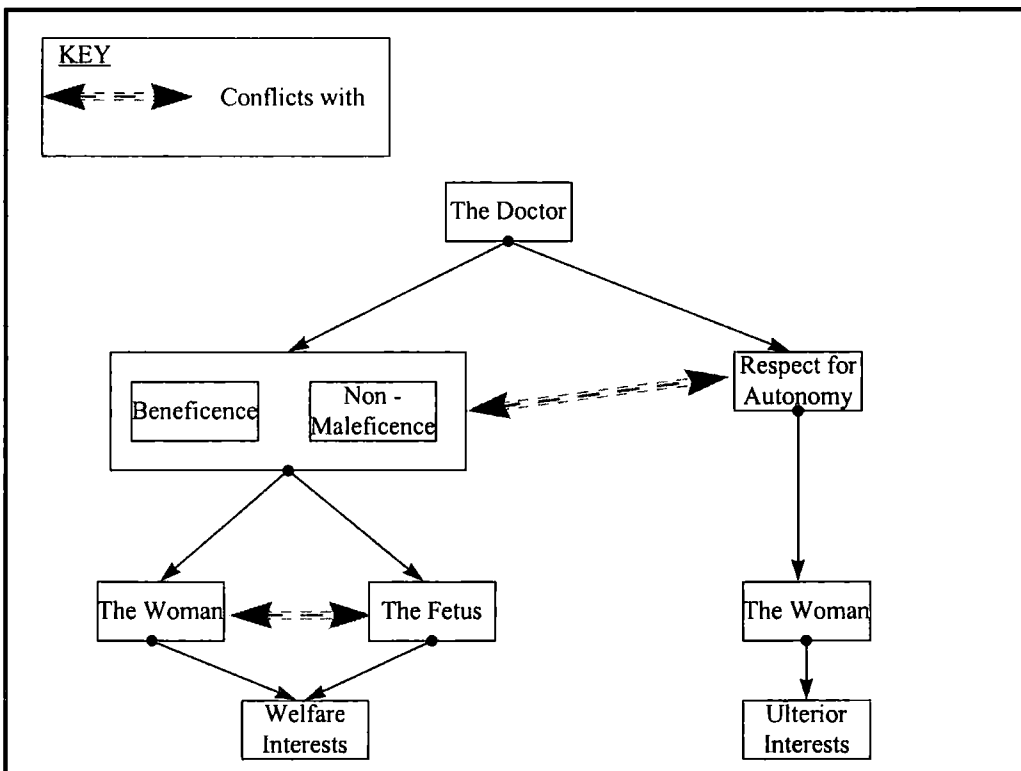 KEY
Conflicts with
The Doctor
Beneficence
Non -
Maleficence
Respect for
Autonomy
The Woman
The Fetus
The Woman
Welfare
Interests
Ulterior
Interests